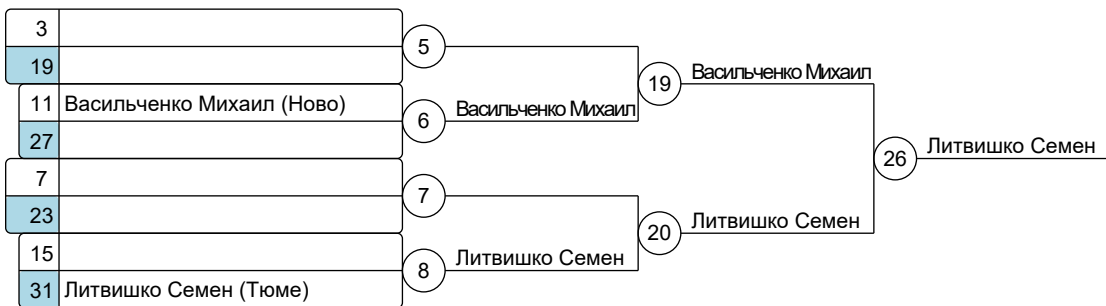 3
5
19
19 Васильченко Михаил
11 Васильченко Михаил (Ново)
6 Васильченко Михаил
27
26 Литвишко Семен
7
7
23
20 Литвишко Семен
15
8 Литвишко Семен
31 Литвишко Семен (Тюме)